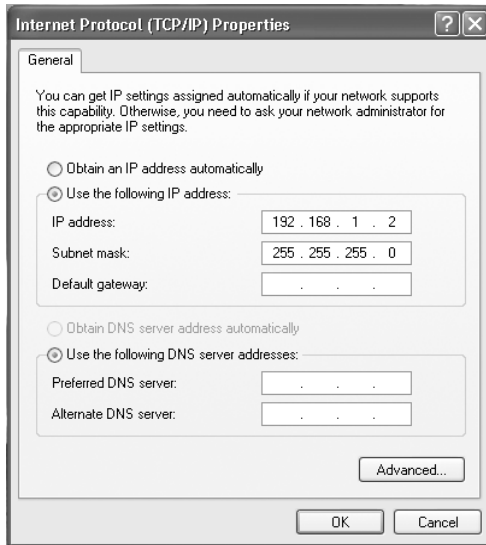 Internet Protocol (TCP/IP) Properties
General
You can get IP settings assigned automatically if your network supports
this capability. Otherwise, you need to ask your network administrator for
the appropriate IP settings.
Obtain an IP address automatically
Use the following IP address:
IP address: 192 . 168 . 1 . 2
Subnet mask: 255 . 255 . 255 . 0
Default gateway: . . .
Obtain DNS server address automatically
Use the following DNS server addresses:
Preferred DNS server: . . .
Alternate DNS server: . . .
Advanced...
OK Cancel